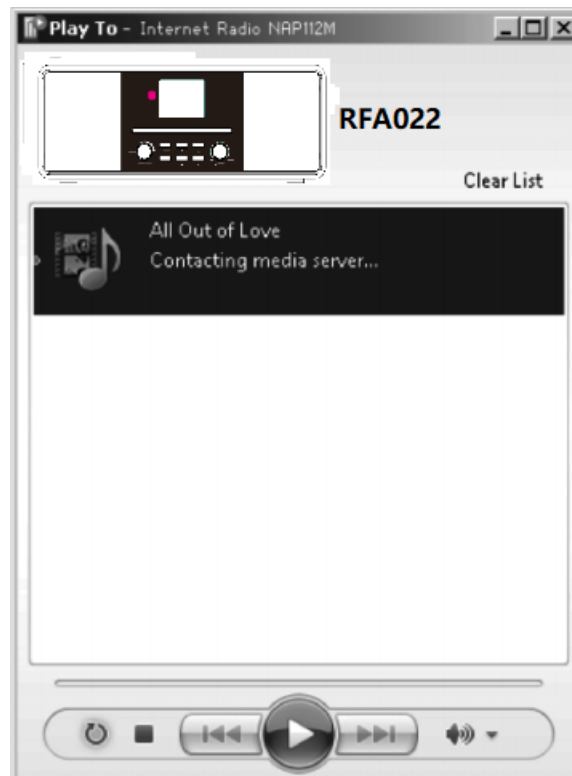 Play To - Internet Radio NAP112M
RFA022
Clear List
All Out of Love
Contacting media server...